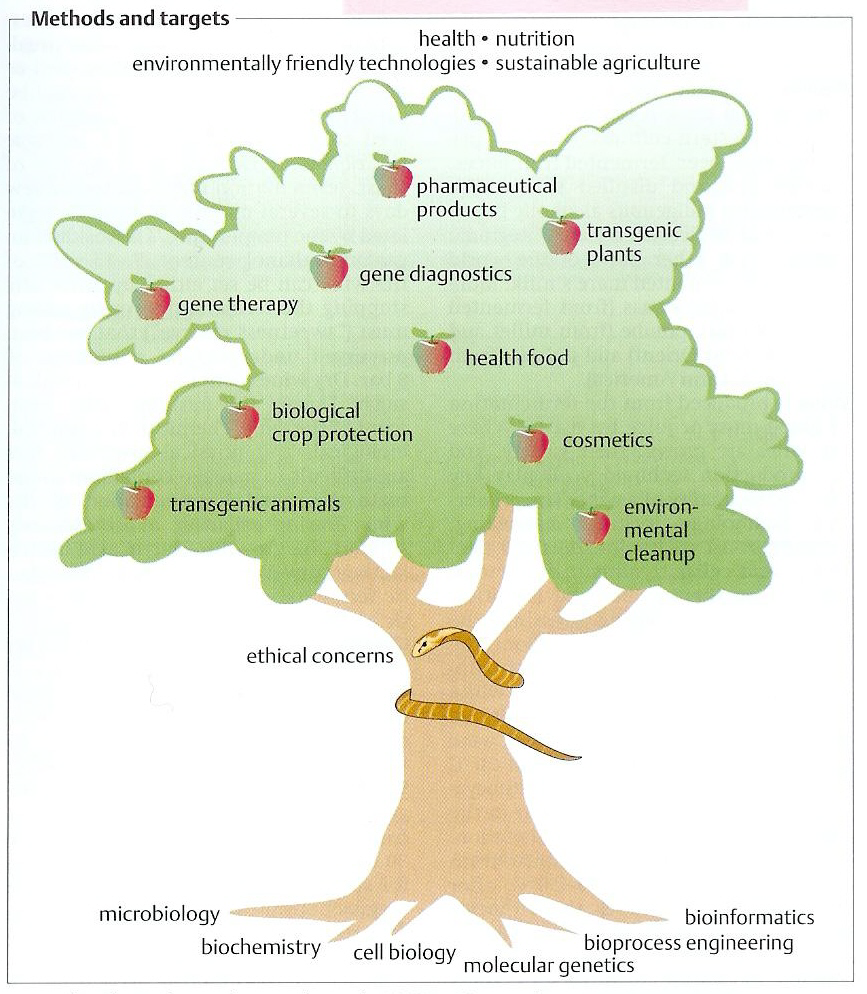 Methods and targets
health • nutrition
environmentally friendly technologies • sustainable agriculture
pharmaceutical
products
transgenic
plants
gene diagnostics
gene therapy
health food
biological
crop protection
cosmetics
transgenic animals
environ-
mental
cleanup
ethical concerns
microbiology
bioinformatics
biochemistry
cell biology
bioprocess engineering
molecular genetics